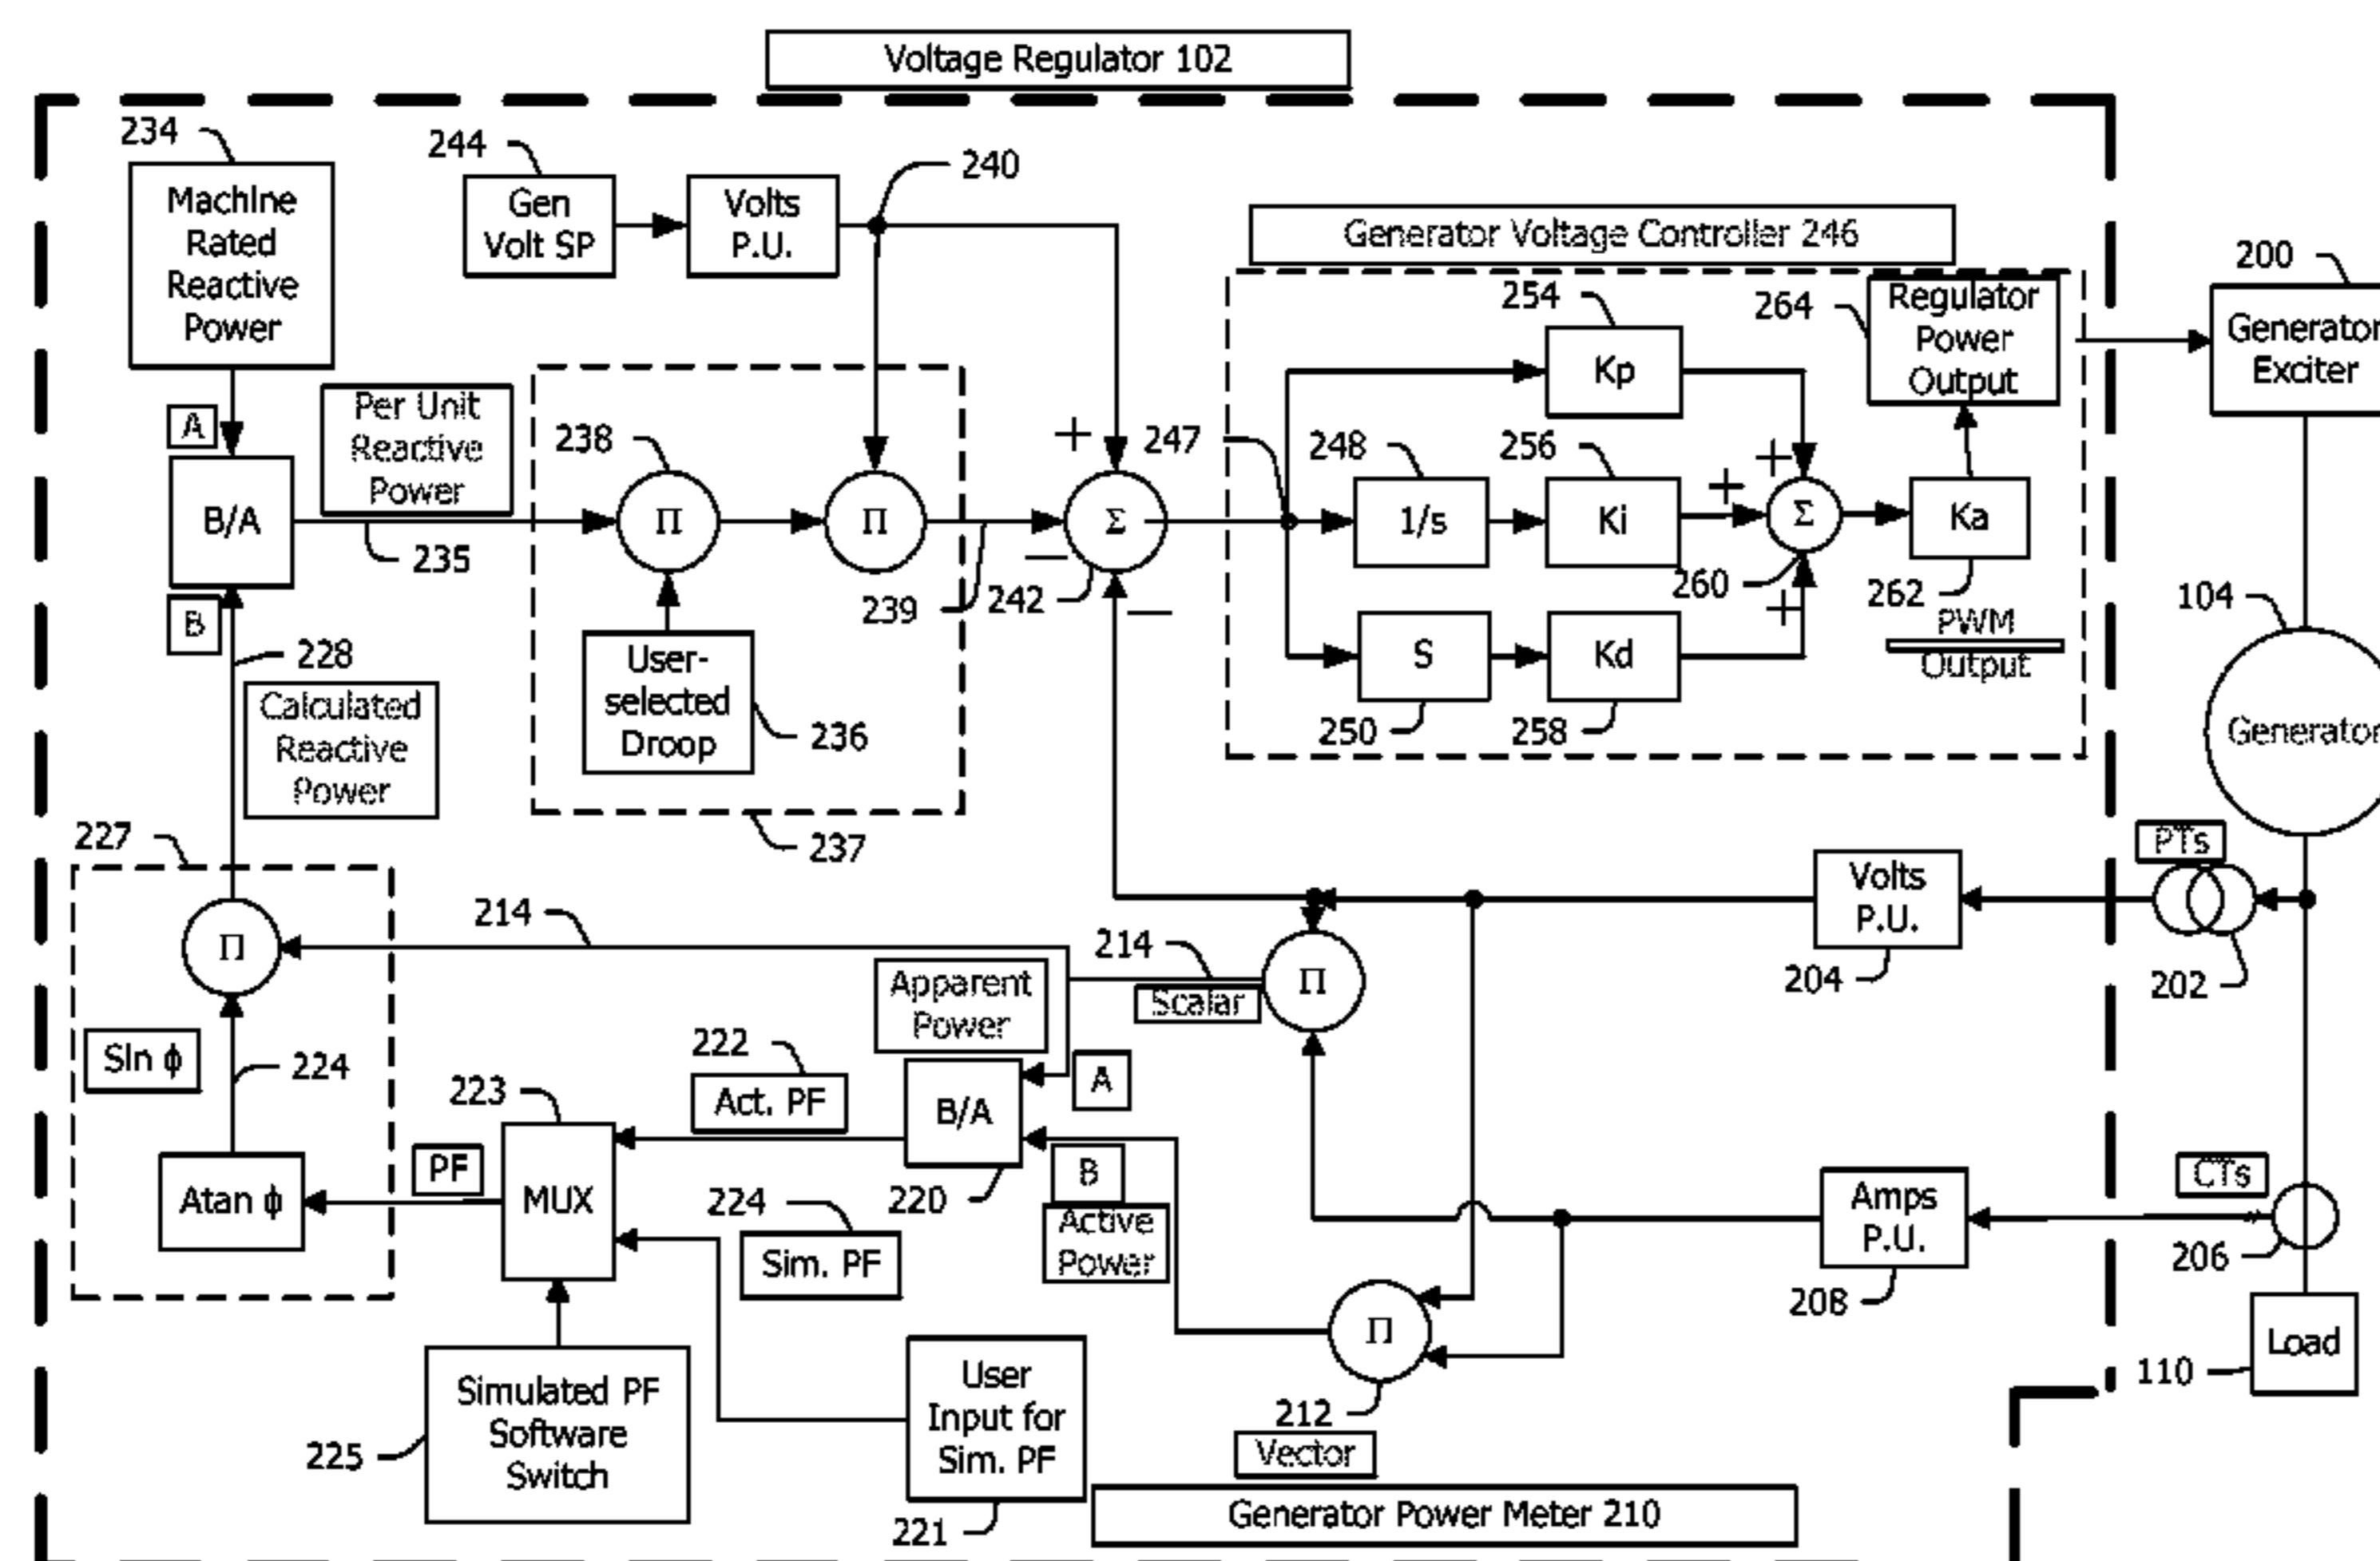 Voltage Regulator 102
234
Machine
Rated
Reactive
Power
244
Gen
Volt SP
Volts
P.U.
240
Generator Voltage Controller 246
200
Generator
Exciter
254
Kp
264
Regulator
Power
Output
A
B/A
B
Per Unit
Reactive
Power
235
238
Π
Π
239
+
−
Σ
−
242
247
248
1/s
256
Ki
+
+
Σ
+
260
Ka
262
PWM
Output
S
250
Kd
258
User-
selected
Droop
236
237
228
Calculated
Reactive
Power
104
Generator
227
Π
Sin ϕ
224
Atan ϕ
214
214
Scalar
Π
Apparent
Power
Volts
P.U.
204
PTs
202
222
Act. PF
223
MUX
PF
B/A
A
B
220
Active
Power
224
Sim. PF
Amps
P.U.
208
CTs
206
Load
110
Π
212
Vector
Simulated PF
Software
Switch
225
User
Input for
Sim. PF
221
Generator Power Meter 210